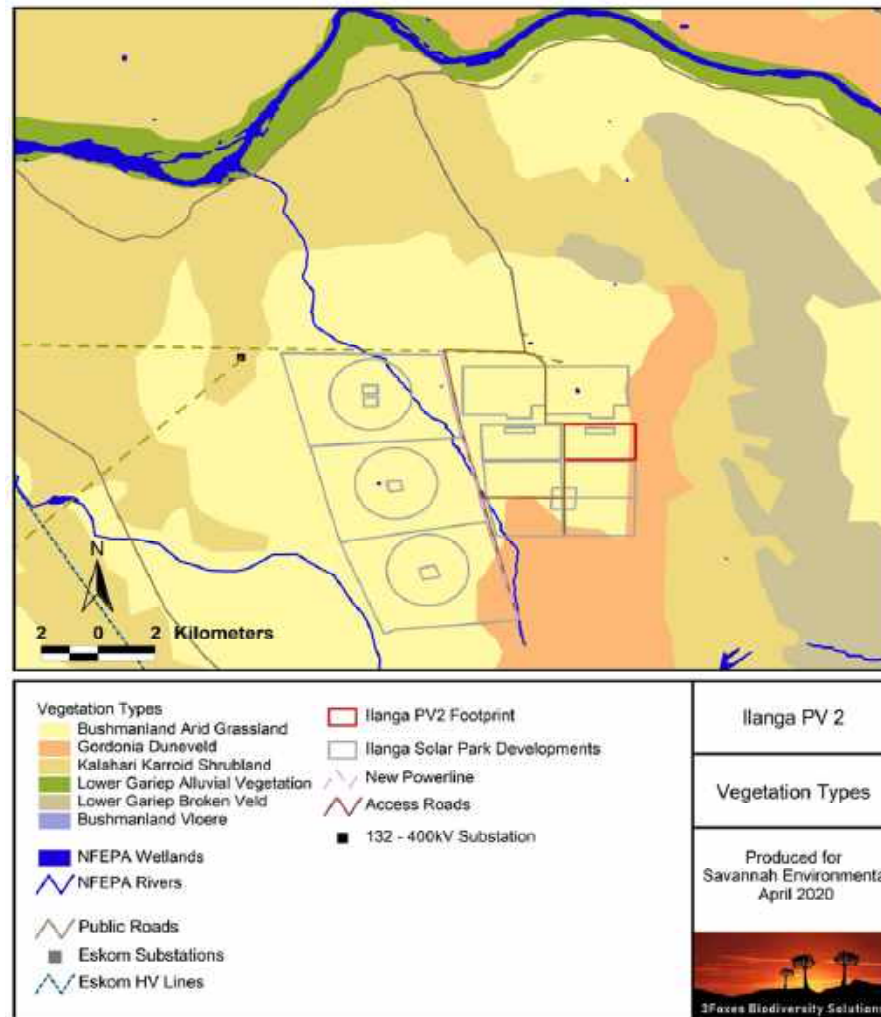 N
2 0 2 Kilometers
Vegetation Types
Bushmanland Arid Grassland
Gordonia Duneveld
Kalahari Karroid Shrubland
Lower Gariep Alluvial Vegetation
Lower Gariep Broken Veld
Bushmanland Vloere
NFEPA Wetlands
NFEPA Rivers
Public Roads
Eskom Substations
Eskom HV Lines
Ilanga PV2 Footprint
Ilanga Solar Park Developments
New Powerline
Access Roads
132 - 400kV Substation
Ilanga PV 2
Vegetation Types
Produced for
Savannah Environmenta
April 2020
3Foxes Biodiversity Solutions